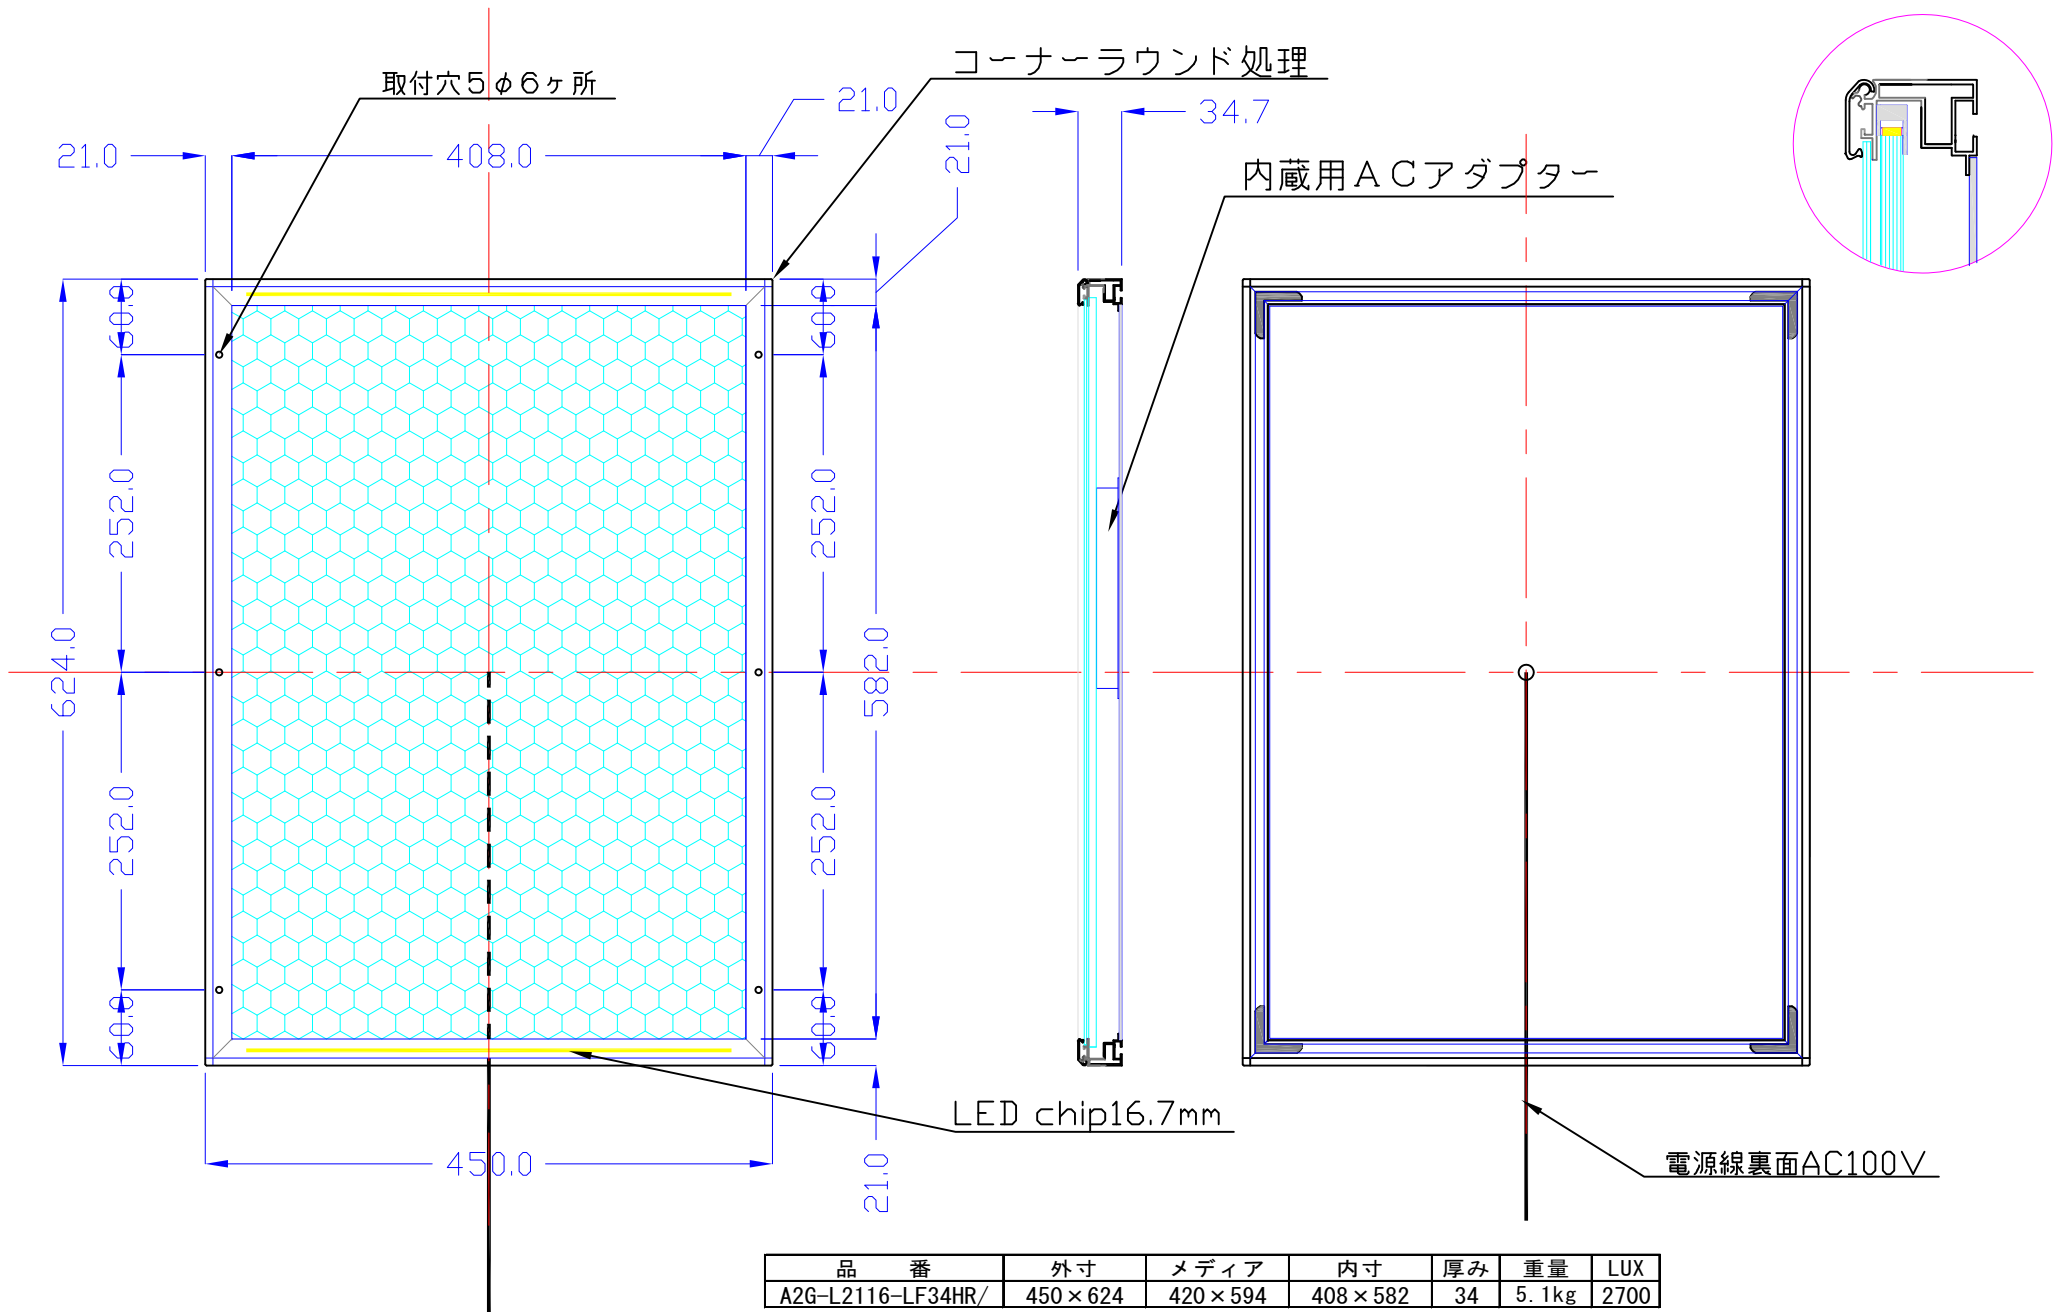 コーナーラウンド処理
取付穴5φ6ヶ所
21.0
34.7
21.0
408.0
21.0
内蔵用ACアダプター
60.0
60.0
252.0
252.0
624.0
582.0
252.0
252.0
60.0
60.0
LED chip16.7mm
450.0
21.0
電源線裏面AC100V
品 番 外寸 メディア 内寸 厚み 重量 LUX
A2G-L2116-LF34HR/ 450×624 420×594 408×582 34 5.1kg 2700